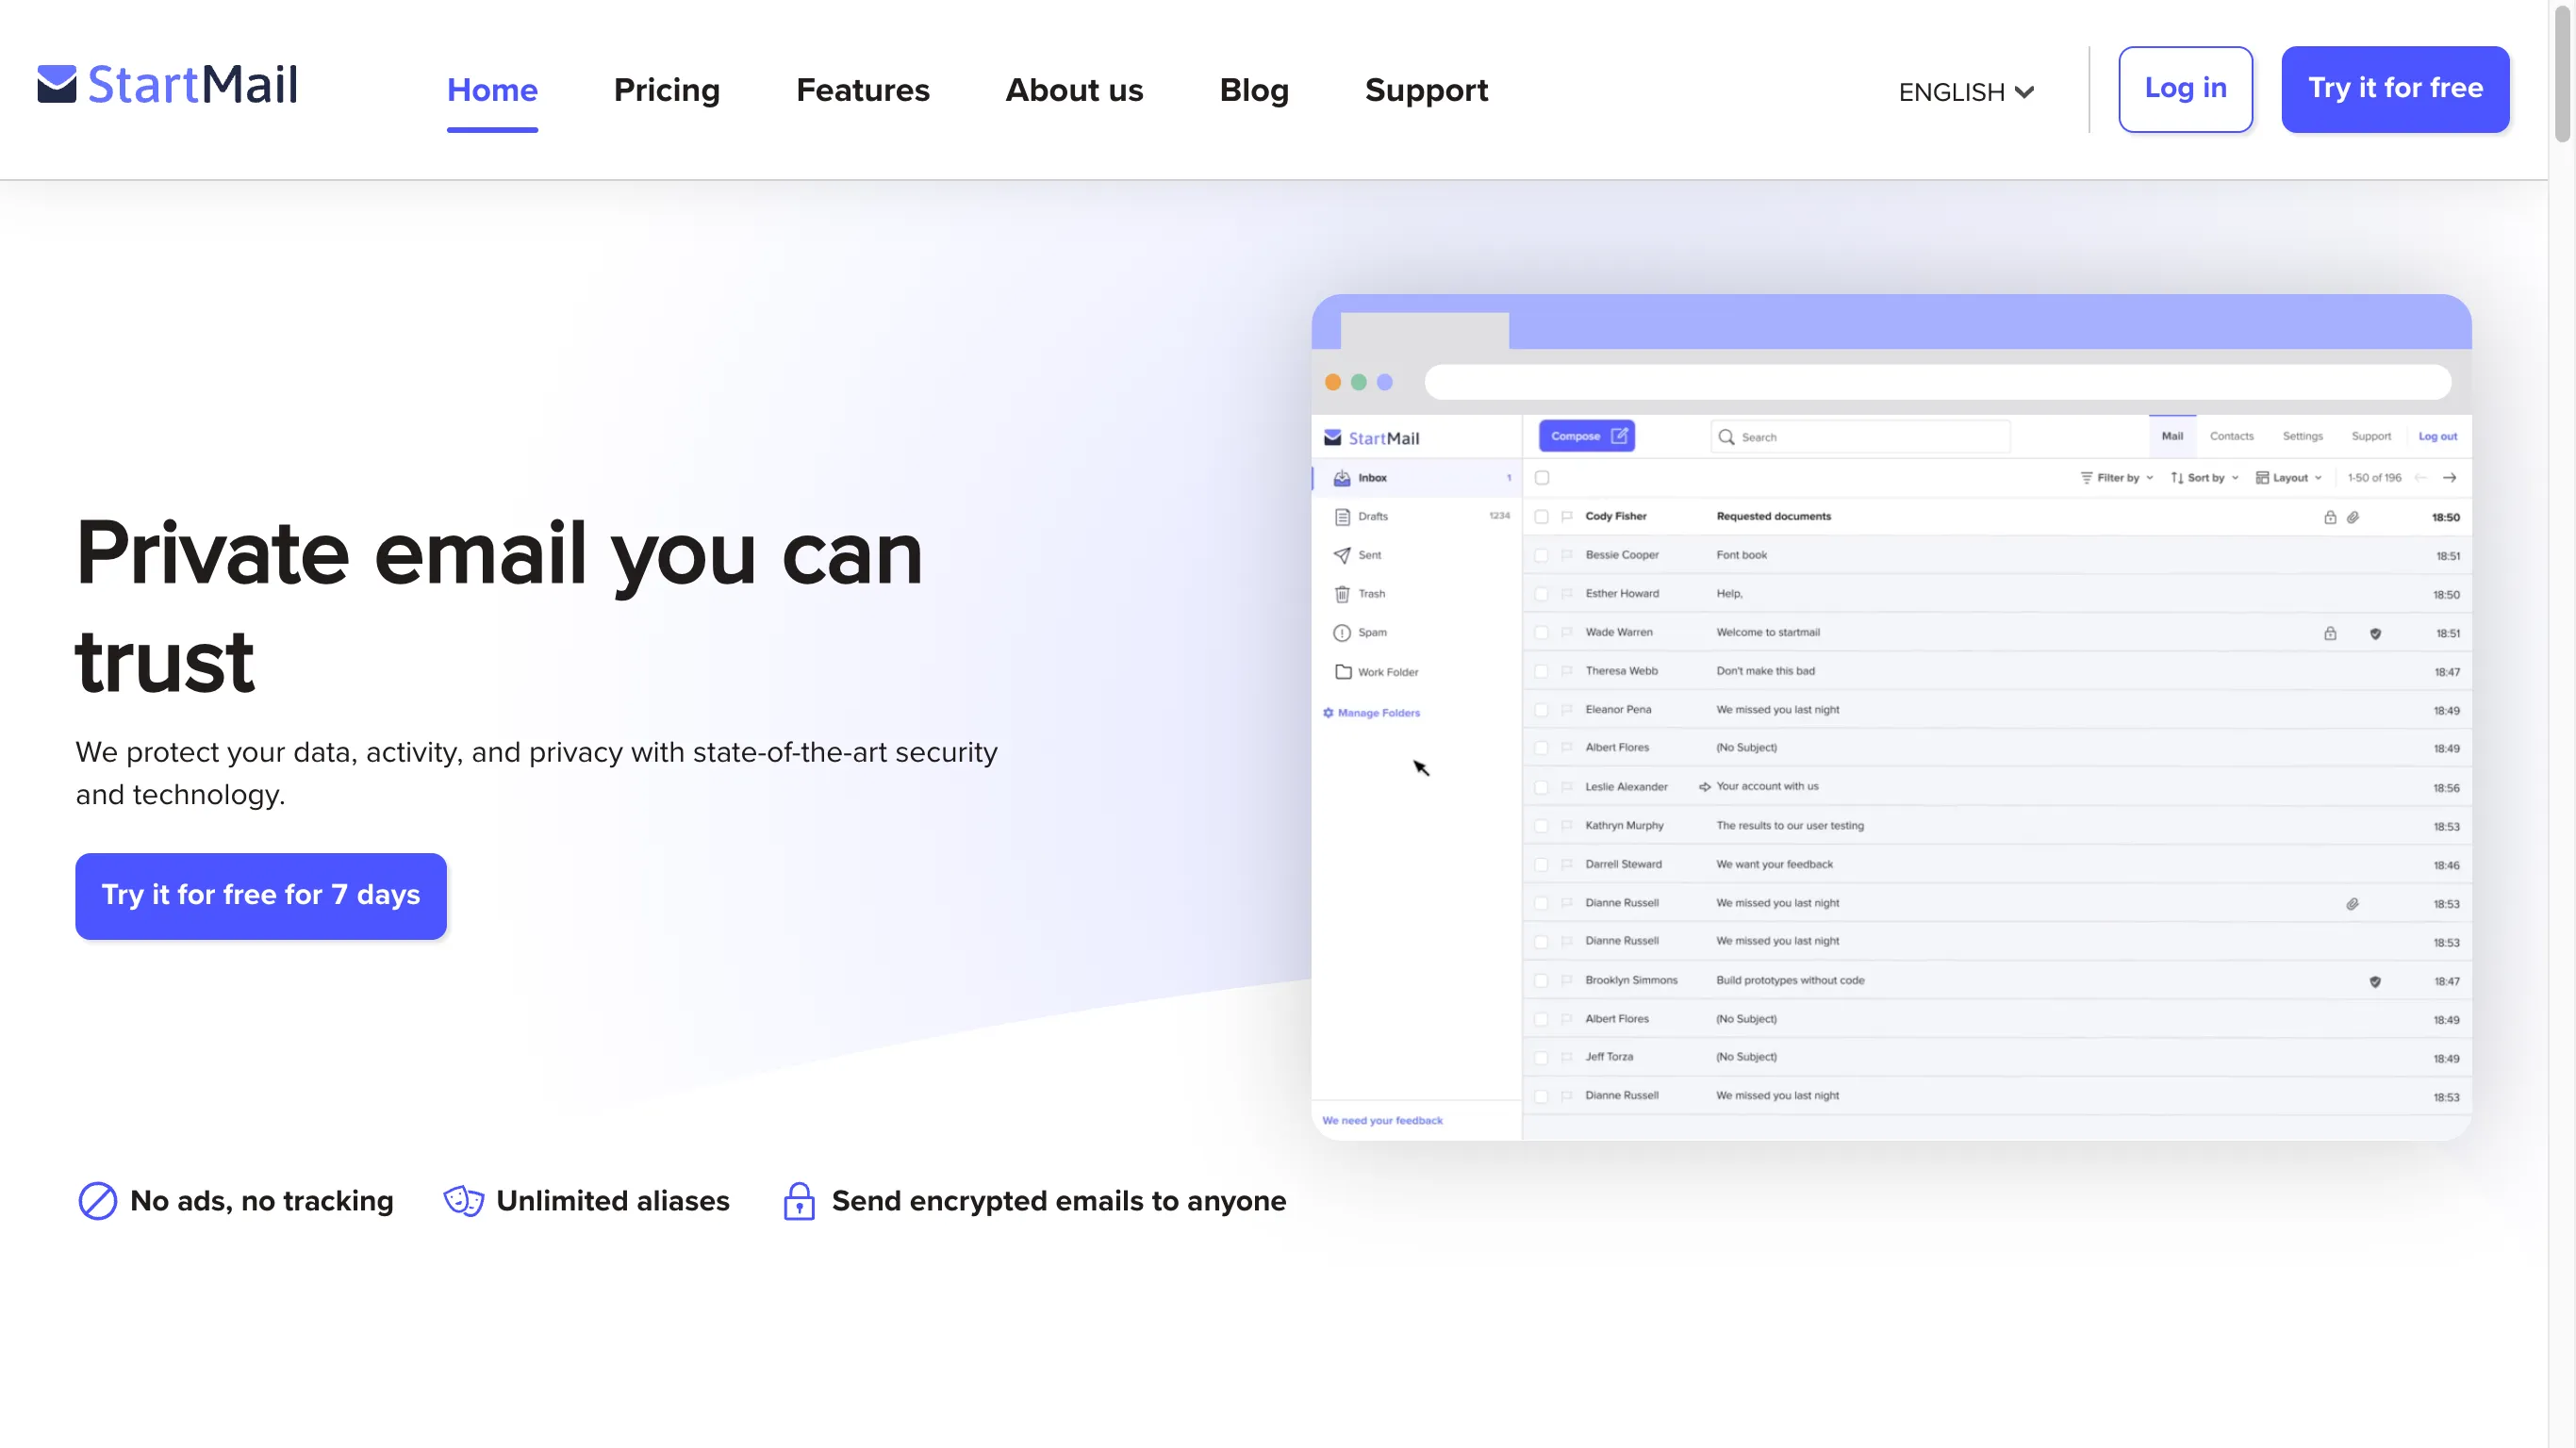 StartMail
Home
Pricing
Features
About us
Blog
Support
ENGLISH
Log in
Try it for free
Private email you can
trust
We protect your data, activity, and privacy with state-of-the-art security
and technology.
Try it for free for 7 days
No ads, no tracking
Unlimited aliases
Send encrypted emails to anyone
StartMail
Compose
Search
Mail
Contacts
Settings
Support
Log out
Inbox 1
Drafts 1234
Sent
Trash
Spam
Work Folder
Manage Folders
We need your feedback
Filter by
Sort by
Layout
1-50 of 196
Cody Fisher Requested documents 18:50
Bessie Cooper Font book 18:51
Esther Howard Help, 18:50
Wade Warren Welcome to startmail 18:51
Theresa Webb Don't make this bad 18:47
Eleanor Pena We missed you last night 18:49
Albert Flores (No Subject) 18:49
Leslie Alexander Your account with us 18:56
Kathryn Murphy The results to our user testing 18:53
Darrell Steward We want your feedback 18:46
Dianne Russell We missed you last night 18:53
Dianne Russell We missed you last night 18:53
Brooklyn Simmons Build prototypes without code 18:47
Albert Flores (No Subject) 18:49
Jeff Torza (No Subject) 18:49
Dianne Russell We missed you last night 18:53